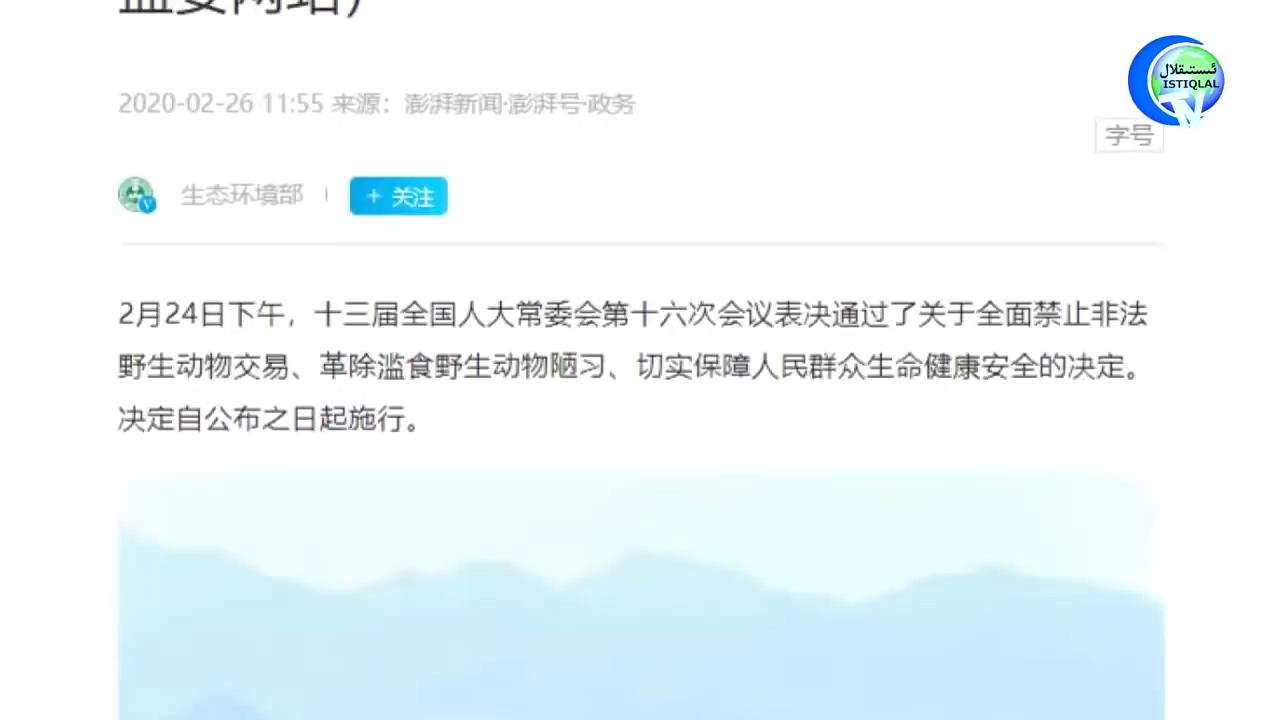 监委网站)
ئىستىقلال
ISTIQLAL
TV
2020-02-26 11:55 来源：澎湃新闻·澎湃号·政务
字号
生态环境部
+ 关注
2月24日下午，十三届全国人大常委会第十六次会议表决通过了关于全面禁止非法
野生动物交易、革除滥食野生动物陋习、切实保障人民群众生命健康安全的决定。
决定自公布之日起施行。